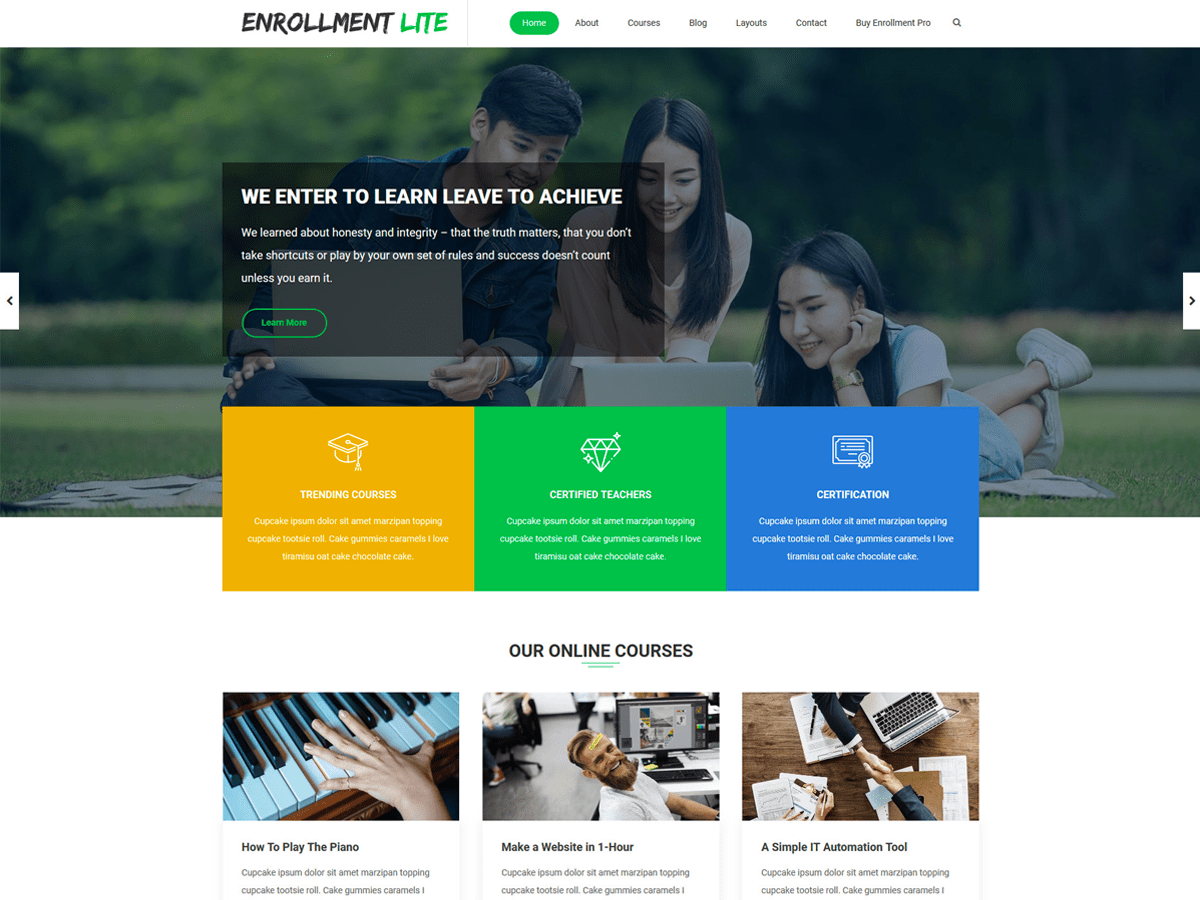 ENROLLMENT LITE
Home About Courses Blog Layouts Contact Buy Enrollment Pro
WE ENTER TO LEARN LEAVE TO ACHIEVE
We learned about honesty and integrity – that the truth matters, that you don't
take shortcuts or play by your own set of rules and success doesn't count
unless you earn it.
Learn More
TRENDING COURSES
Cupcake ipsum dolor sit amet marzipan topping
cupcake tootsie roll. Cake gummies caramels I love
tiramisu oat cake chocolate cake.
CERTIFIED TEACHERS
Cupcake ipsum dolor sit amet marzipan topping
cupcake tootsie roll. Cake gummies caramels I love
tiramisu oat cake chocolate cake.
CERTIFICATION
Cupcake ipsum dolor sit amet marzipan topping
cupcake tootsie roll. Cake gummies caramels I love
tiramisu oat cake chocolate cake.
OUR ONLINE COURSES
How To Play The Piano
Cupcake ipsum dolor sit amet marzipan topping
cupcake tootsie roll. Cake gummies caramels I
Make a Website in 1-Hour
Cupcake ipsum dolor sit amet marzipan topping
cupcake tootsie roll. Cake gummies caramels I
A Simple IT Automation Tool
Cupcake ipsum dolor sit amet marzipan topping
cupcake tootsie roll. Cake gummies caramels I